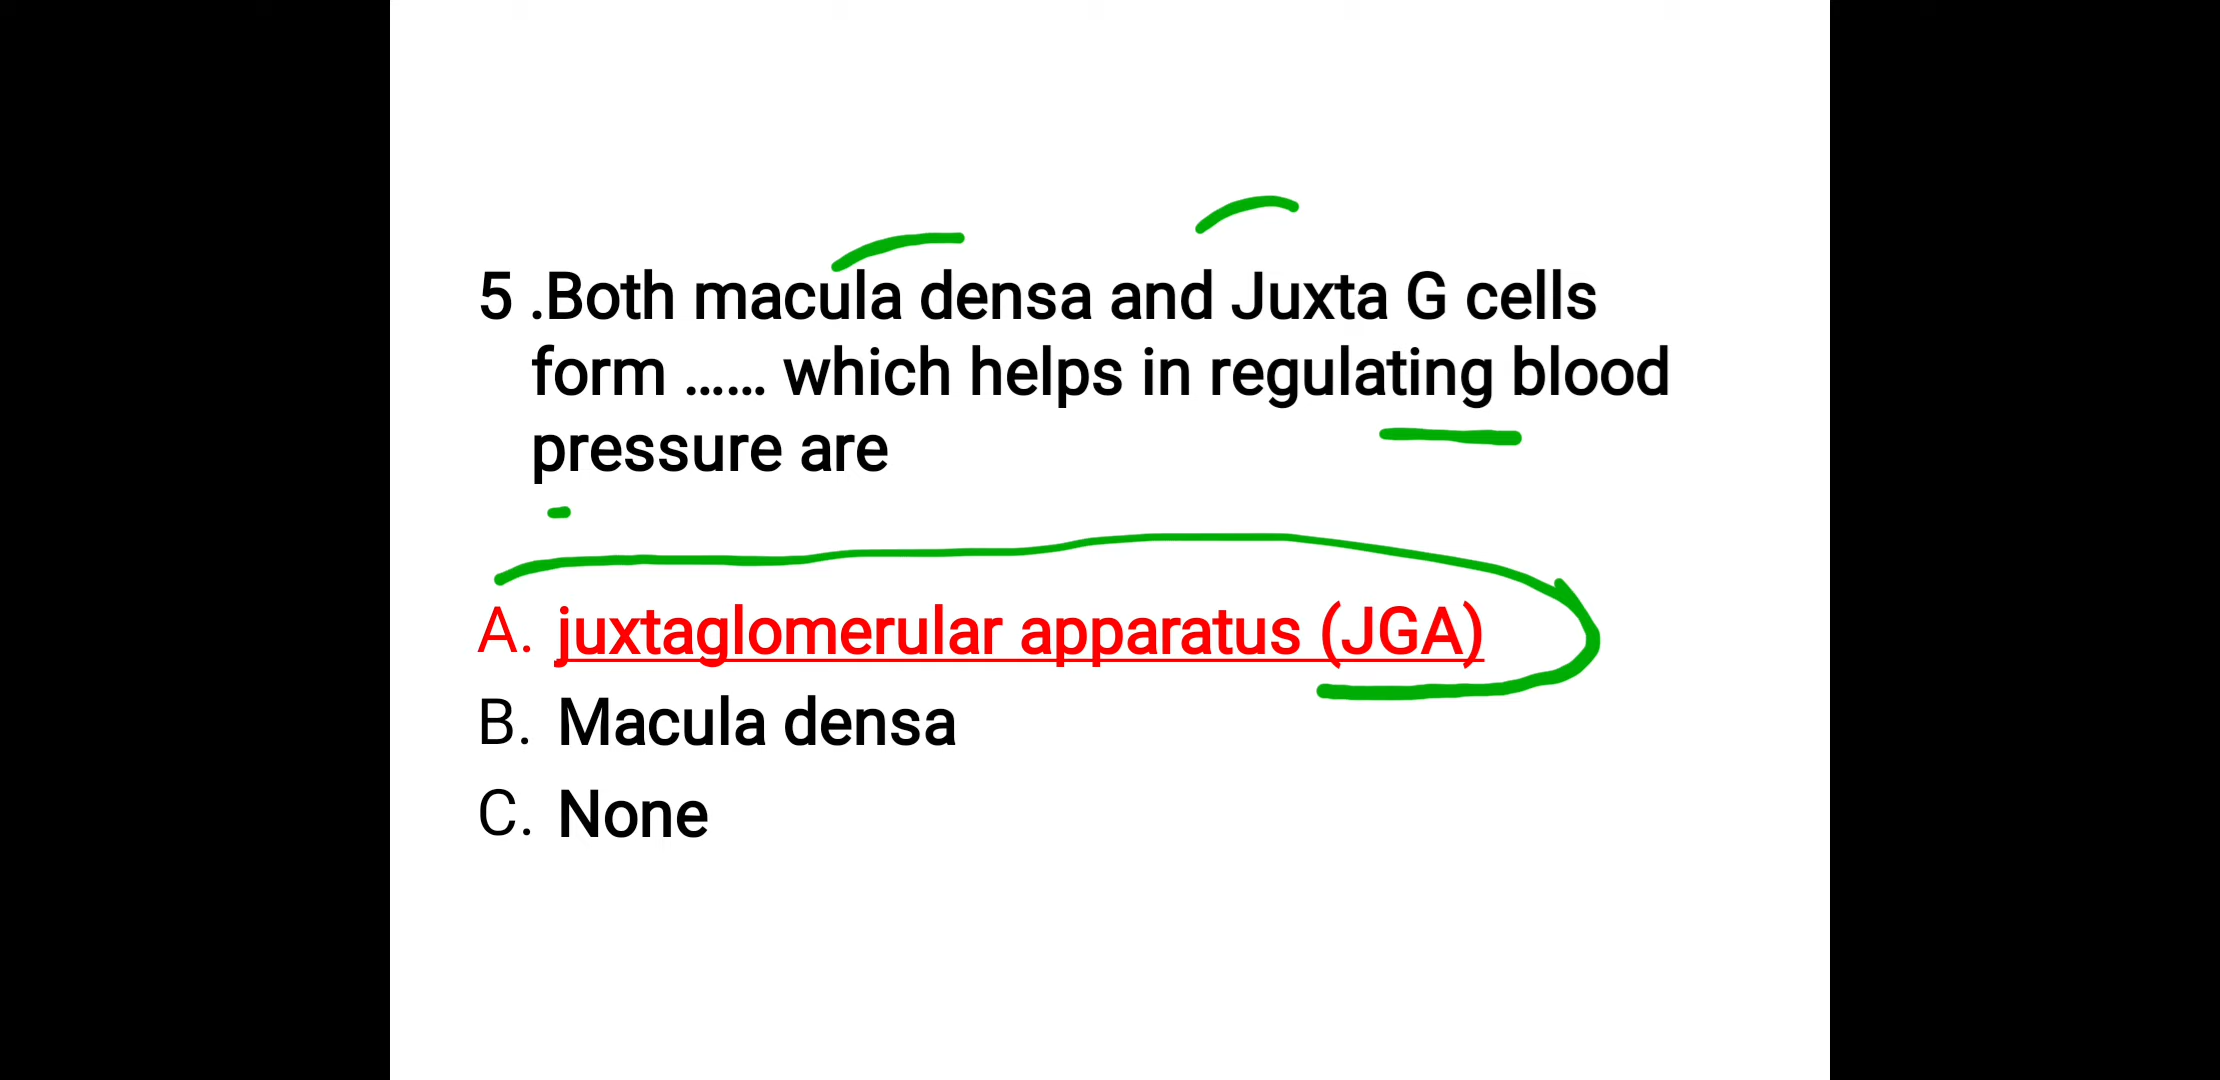 5 .Both macula densa and Juxta G cells
form ...... which helps in regulating blood
pressure are
A. juxtaglomerular apparatus (JGA)
B. Macula densa
C. None